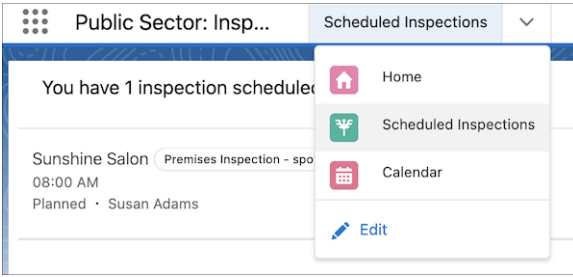 Public Sector: Insp...
Scheduled Inspections
Home
You have 1 inspection scheduled
Scheduled Inspections
Sunshine Salon
Premises Inspection - spo
08:00 AM
Calendar
Planned • Susan Adams
Edit